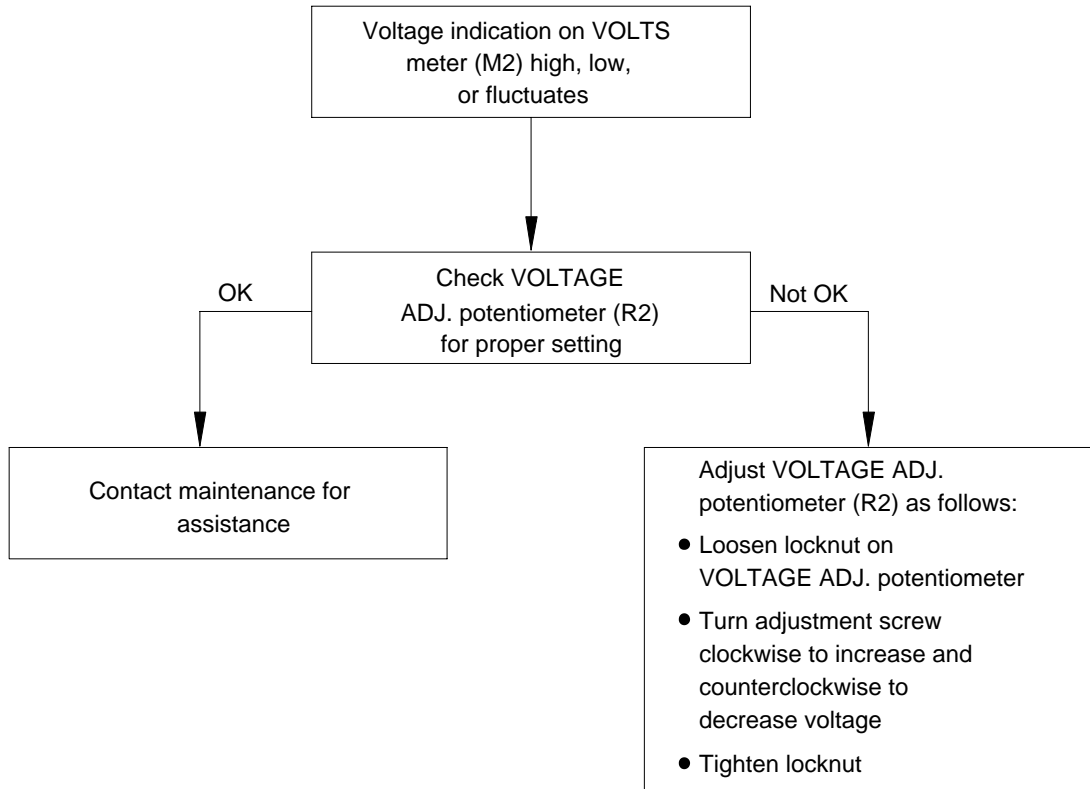 Voltage indication on VOLTS
meter (M2) high, low,
or fluctuates
Check VOLTAGE
ADJ. potentiometer (R2)
for proper setting
OK
Not OK
Contact maintenance for
assistance
Adjust VOLTAGE ADJ.
potentiometer (R2) as follows:
● Loosen locknut on
VOLTAGE ADJ. potentiometer
● Turn adjustment screw
clockwise to increase and
counterclockwise to
decrease voltage
● Tighten locknut